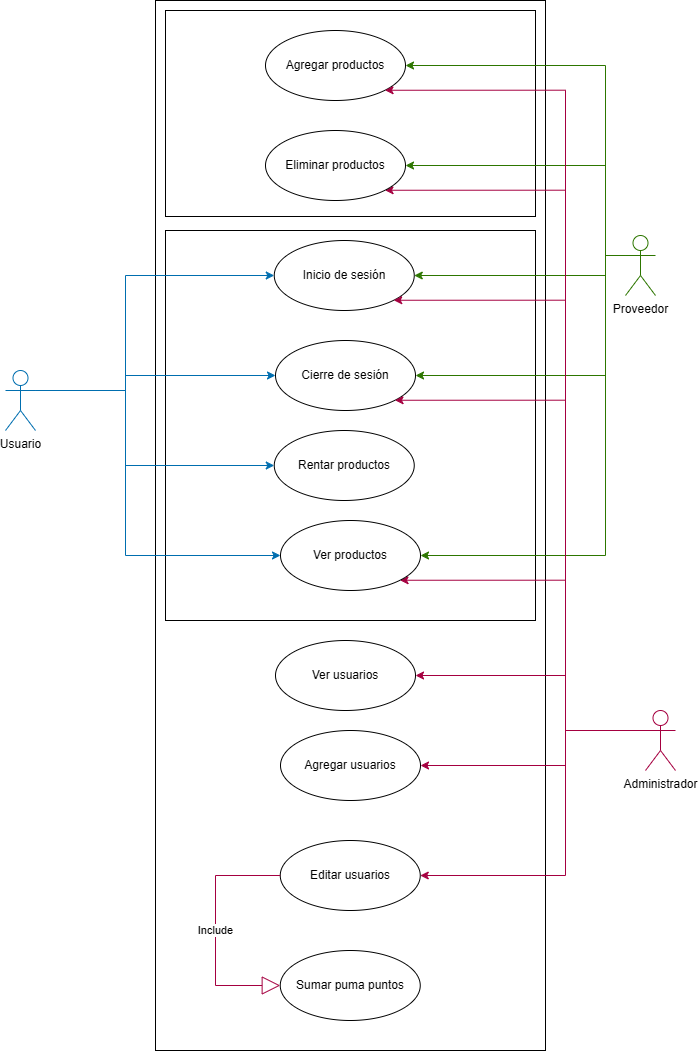 Agregar productos
Eliminar productos
Inicio de sesión
Proveedor
Cierre de sesión
Usuario
Rentar productos
Ver productos
Ver usuarios
Agregar usuarios
Administrador
Editar usuarios
Include
Sumar puma puntos